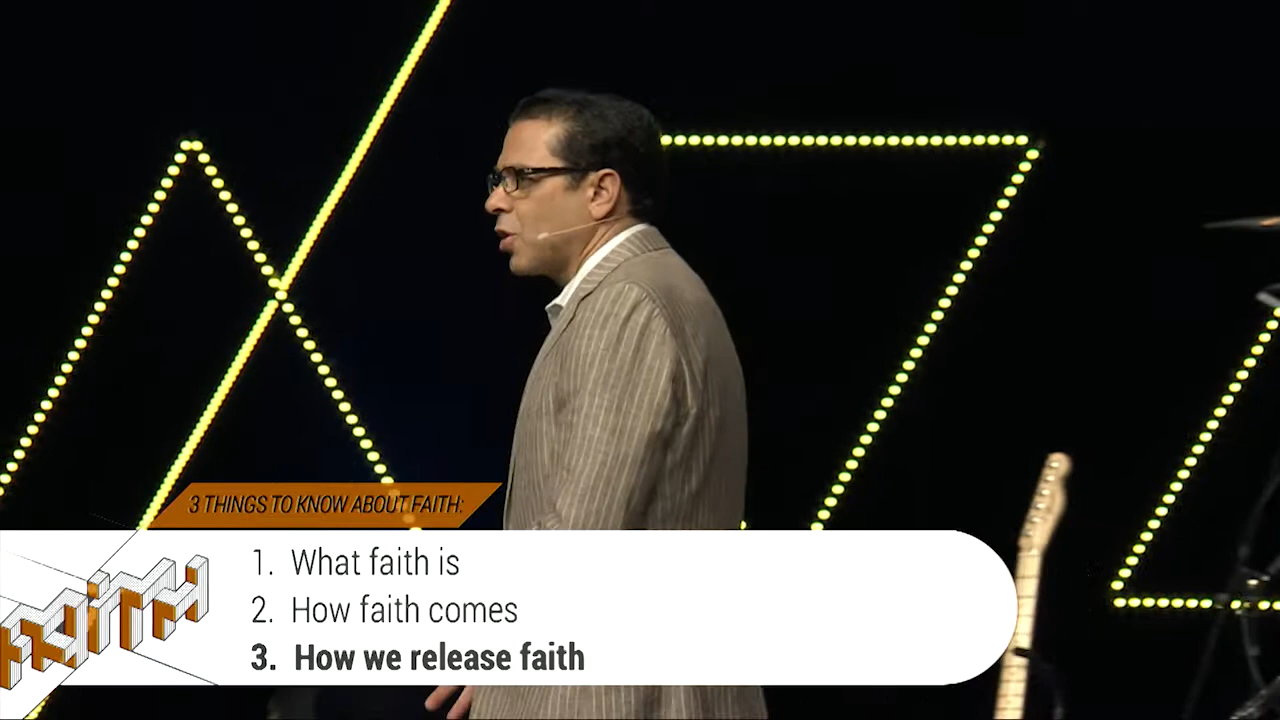 3 THINGS TO KNOW ABOUT FAITH:
1. What faith is
2. How faith comes
3. How we release faith
FAITH